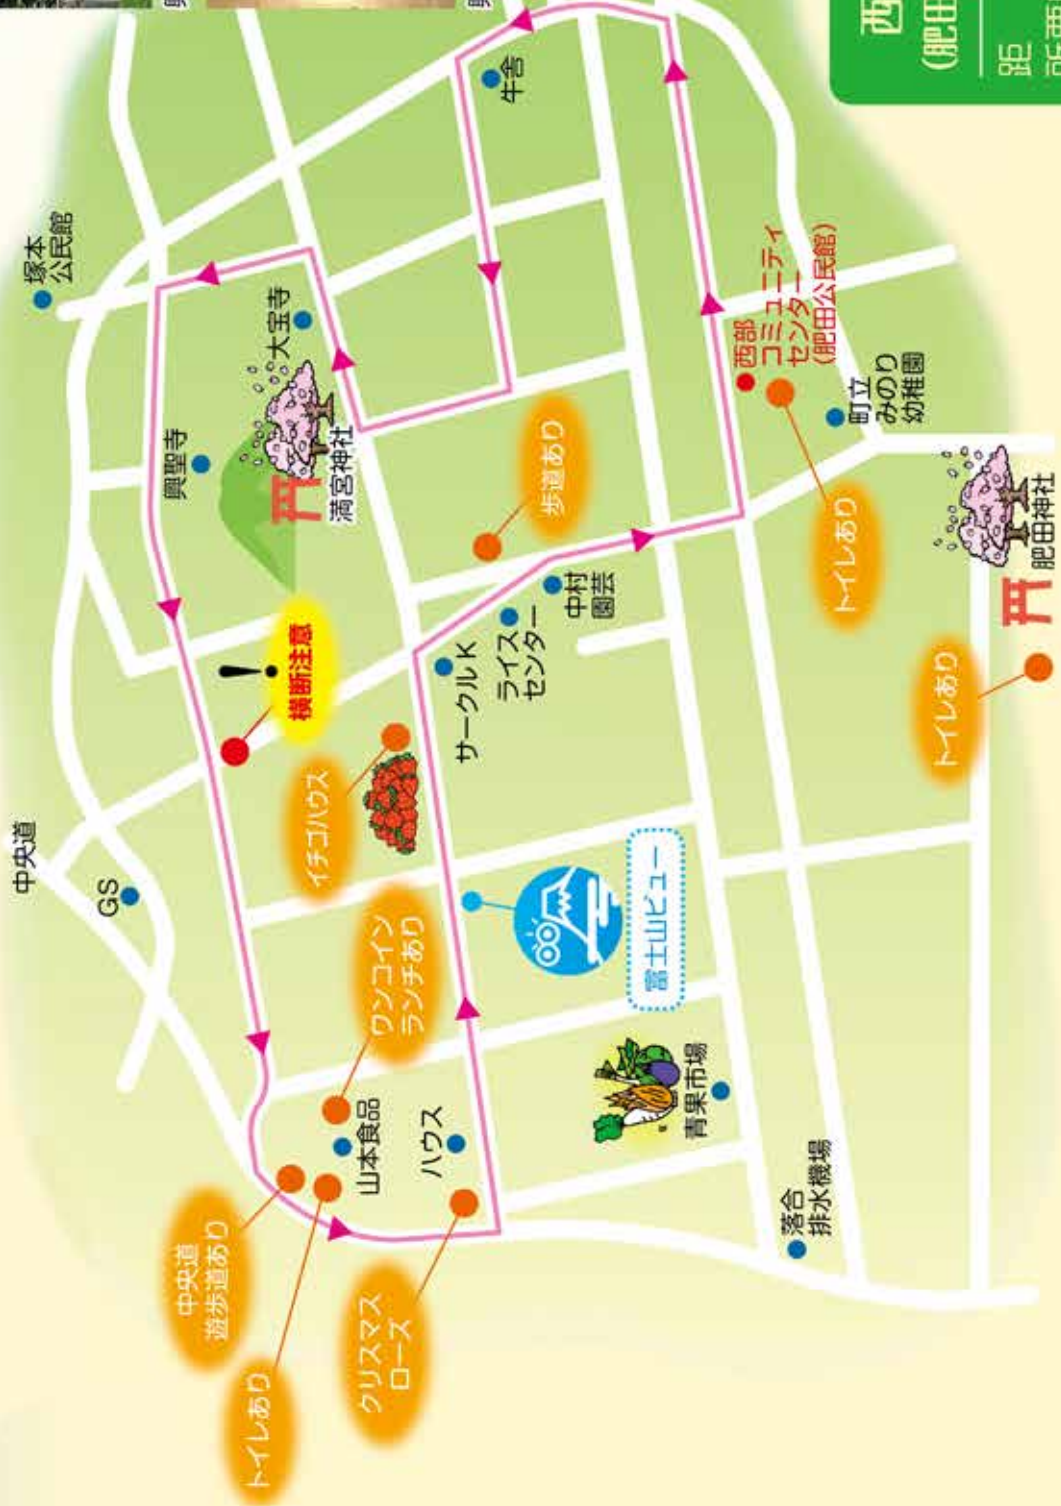 塚本
公民館
牛舎
大宝寺
興聖寺
満宮神社
中央道
GS
横断注意
イチゴハウス
歩道あり
サークルK
ライス
センター
中村
園芸
西部
コミュニティ
センター
(肥田公民館)
トイレあり
町立
みのり
幼稚園
肥田神社
トイレあり
ワンコイン
ランチあり
富士山ビュー
山本食品
ハウス
青果市場
落合
排水機場
中央道
遊歩道あり
トイレあり
クリスマス
ローズ
西
(肥田
距